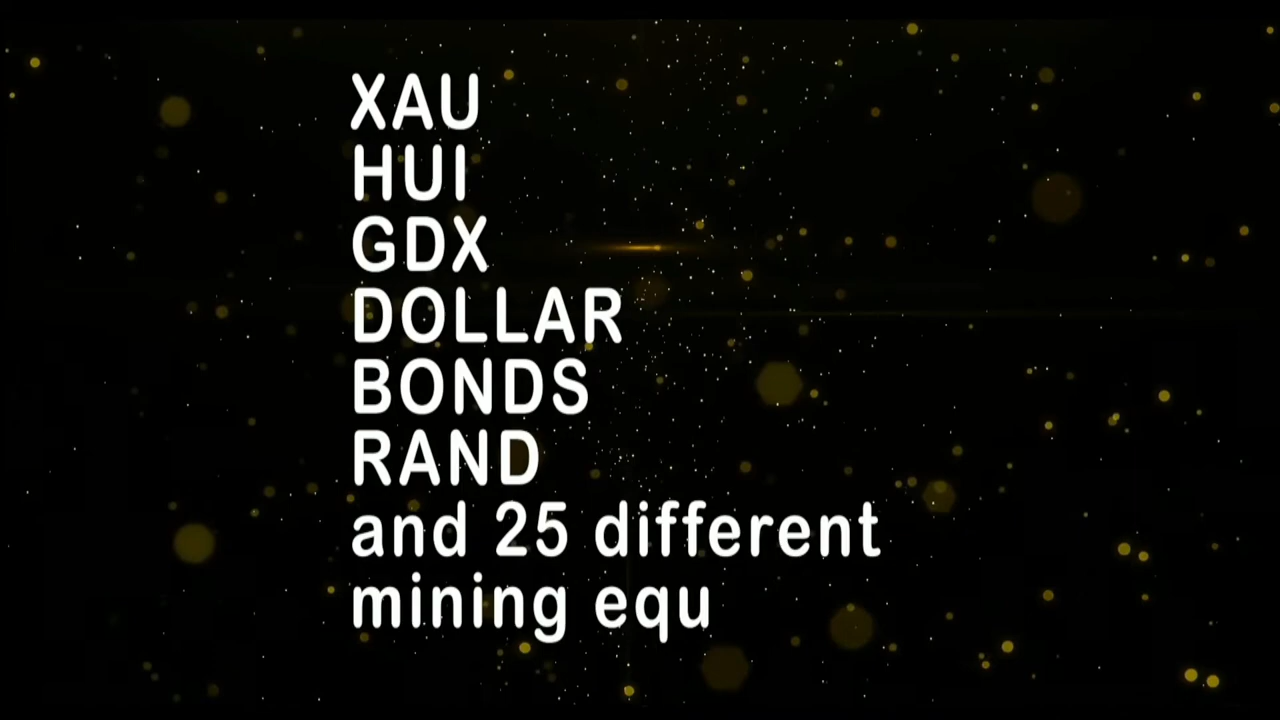 XAU
HUI
GDX
DOLLAR
BONDS
RAND
and 25 different
mining equ